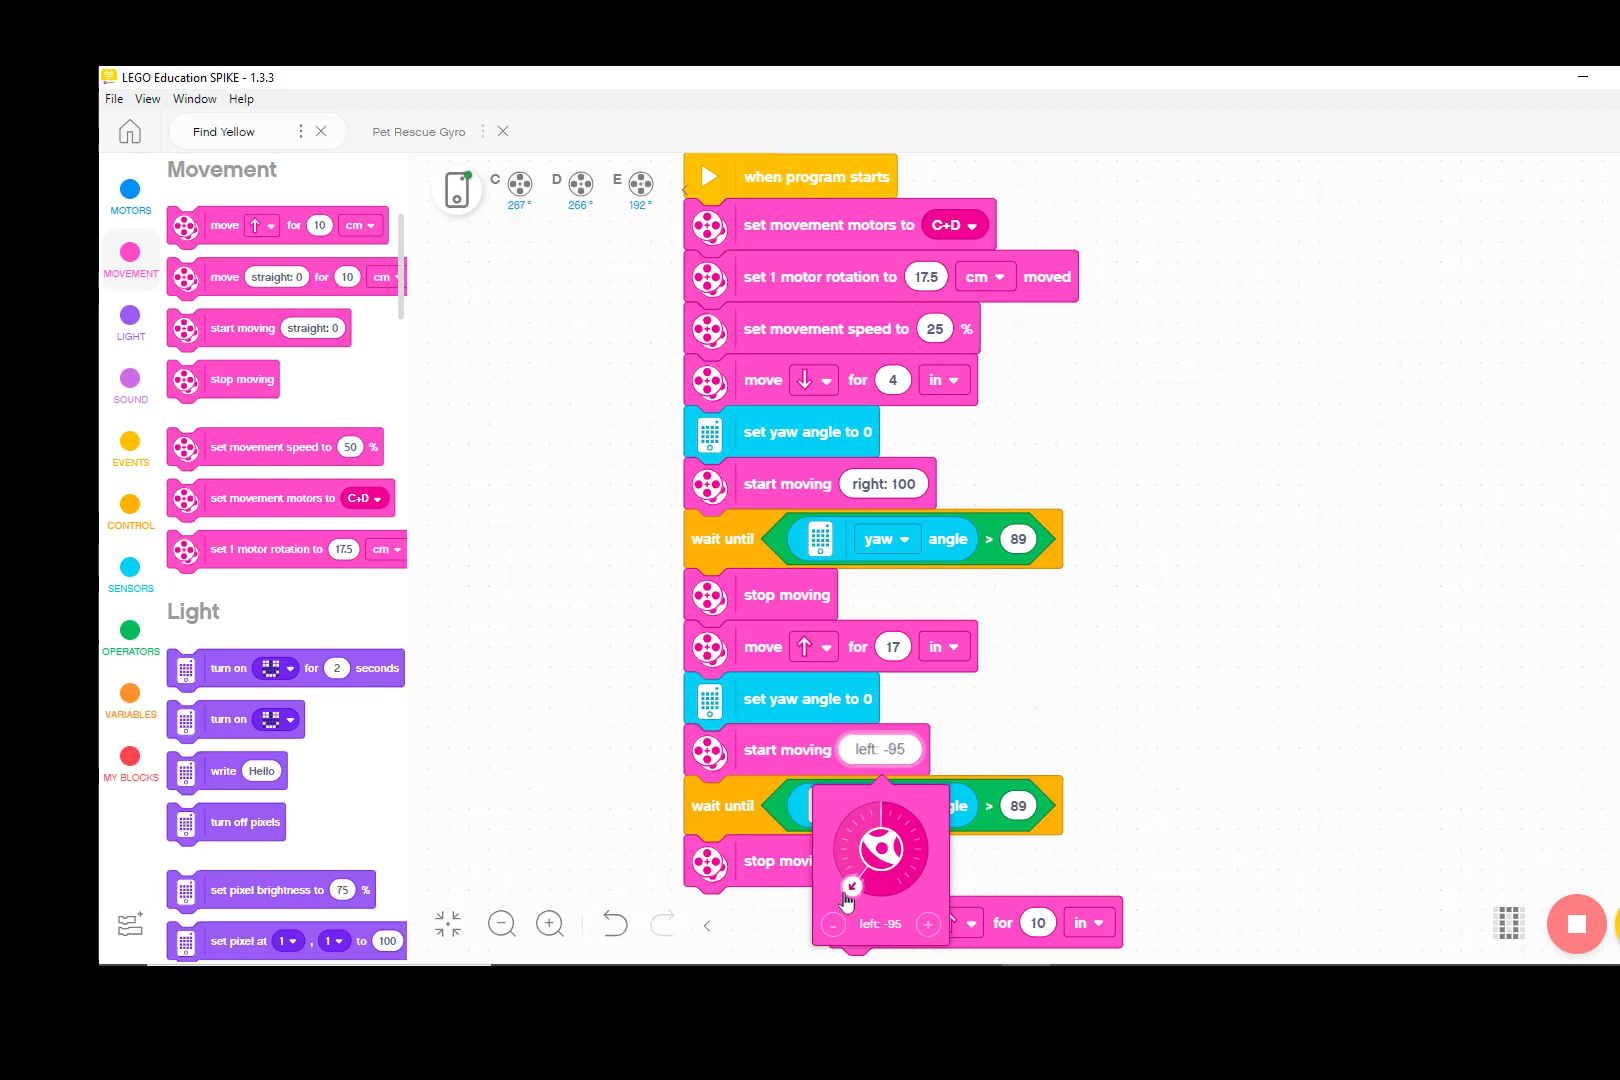 LEGO Education SPIKE - 1.3.3
File View Window Help
Find Yellow
Pet Rescue Gyro
MOTORS
MOVEMENT
LIGHT
SOUND
EVENTS
CONTROL
SENSORS
OPERATORS
VARIABLES
MY BLOCKS
Movement
move for 10 cm
move straight: 0 for 10 cm
start moving straight: 0
stop moving
set movement speed to 50 %
set movement motors to C+D
set 1 motor rotation to 17.5 cm
Light
turn on for 2 seconds
turn on
write Hello
turn off pixels
set pixel brightness to 75 %
set pixel at 1 , 1 to 100
C D E
287° 266° 192°
when program starts
set movement motors to C+D
set 1 motor rotation to 17.5 cm moved
set movement speed to 25 %
move for 4 in
set yaw angle to 0
start moving right: 100
wait until yaw angle > 89
stop moving
move for 17 in
set yaw angle to 0
start moving left: -95
wait until gle > 89
stop movi
left: -95
for 10 in